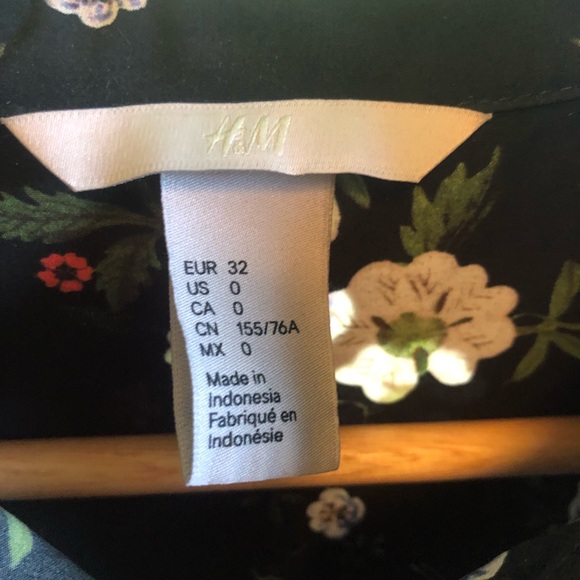 H&M
EUR 32
US 0
CA 0
CN 155/76A
MX 0
Made in
Indonesia
Fabriqué en
Indonésie